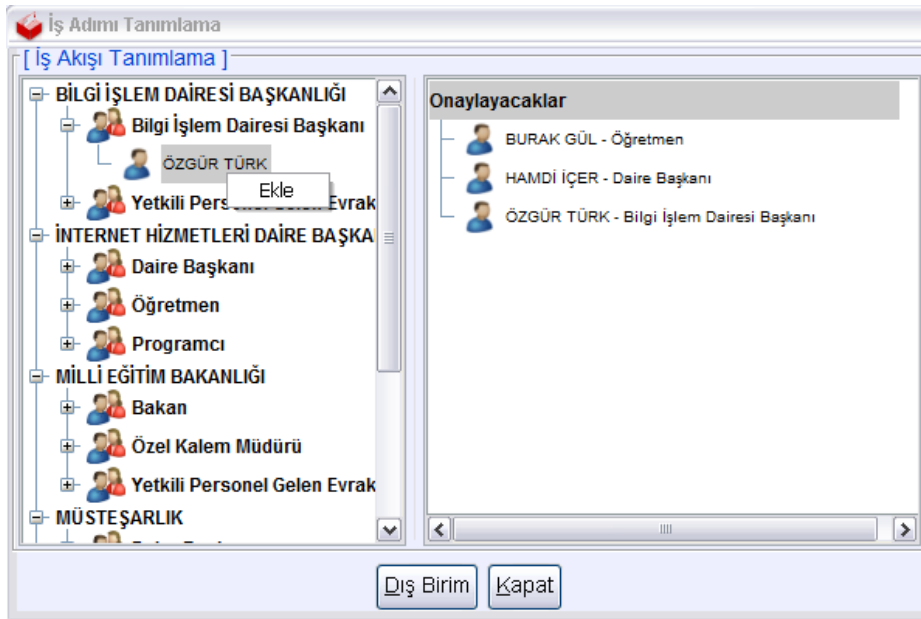 İş Adımı Tanımlama
[ İş Akışı Tanımlama ]
BİLGİ İŞLEM DAİRESİ BAŞKANLIĞI
Bilgi İşlem Dairesi Başkanı
ÖZGÜR TÜRK
Ekle
Yetkili Gelen Evrak
İNTERNET HİZMETLERİ DAİRE BAŞKA
Daire Başkanı
Öğretmen
Programcı
MİLLİ EĞİTİM BAKANLIĞI
Bakan
Özel Kalem Müdürü
Yetkili Personel Gelen Evrak
MÜSTEŞARLIK
Onaylayacaklar
BURAK GÜL - Öğretmen
HAMDİ İÇER - Daire Başkanı
ÖZGÜR TÜRK - Bilgi İşlem Dairesi Başkanı
Dış Birim
Kapat